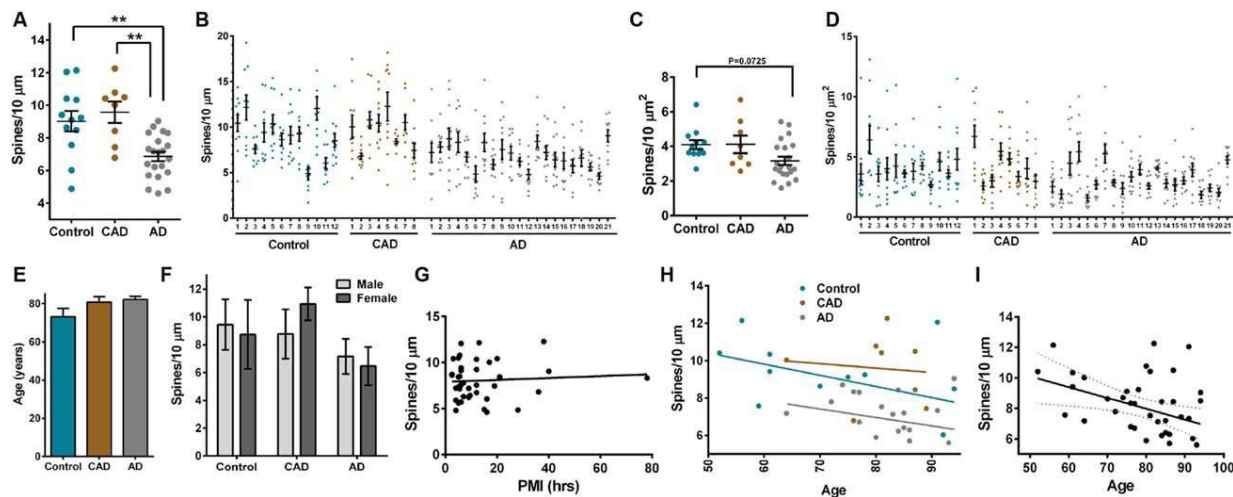 A
**
**
Spines/10 μm
14
12
10
8
6
4
Control CAD AD
B
Spines/10 μm
20
15
10
5
0
1 2 3 4 5 6 7 8 9 10 11 12 1 2 3 4 5 6 7 8 1 2 3 4 5 6 7 8 9 10 11 12 13 14 15 16 17 18 19 20 21
Control CAD AD
C
P=0.0725
Spines/10 μm²
8
6
4
2
0
Control CAD AD
D
Spines/10 μm²
15
10
5
0
1 2 3 4 5 6 7 8 9 10 11 12 1 2 3 4 5 6 7 8 1 2 3 4 5 6 7 8 9 10 11 12 13 14 15 16 17 18 19 20 21
Control CAD AD
E
Age (years)
80
60
40
20
0
Control CAD AD
F
Male
Female
Spines/10 μm
15
10
8
6
4
2
0
Control CAD AD
G
Spines/10 μm
15
10
5
0
0 20 40 60 80
PMI (hrs)
H
Control
CAD
AD
Spines/10 μm
14
12
10
8
6
50 60 70 80 90
Age
I
Spines/10 μm
14
12
10
8
6
50 60 70 80 90 100
Age